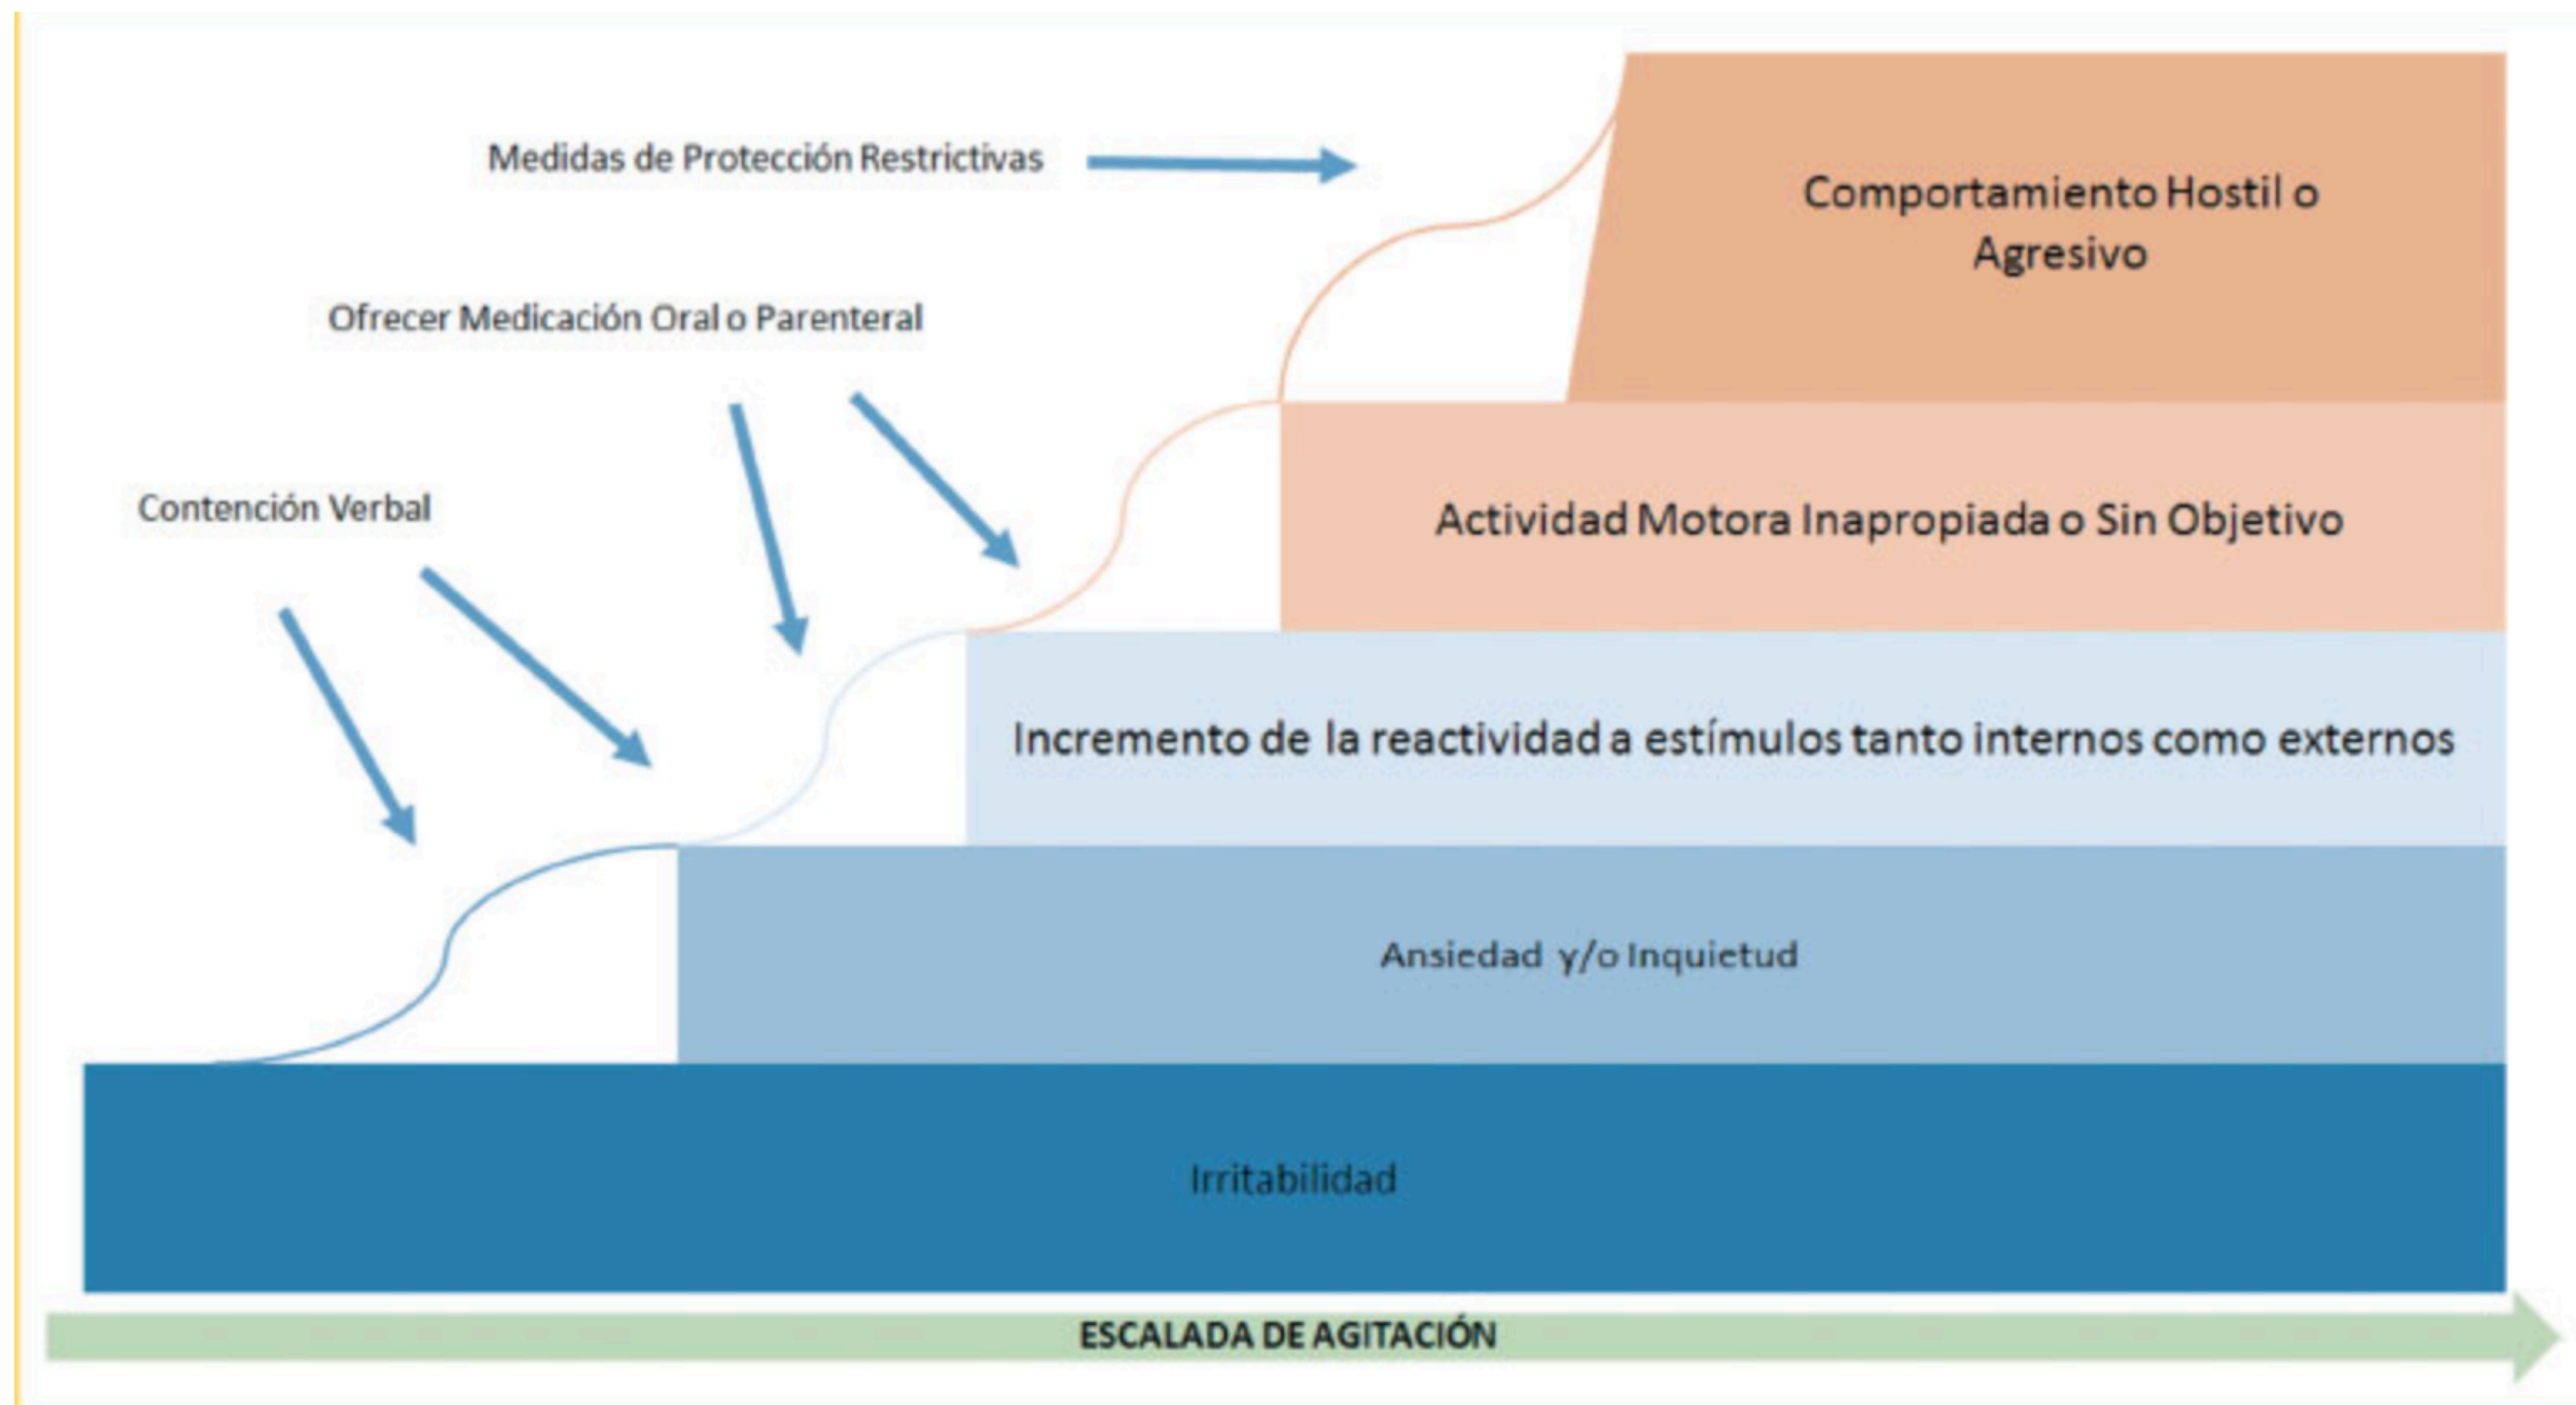 Medidas de Protección Restrictivas
Comportamiento Hostil o
Agresivo
Ofrecer Medicación Oral o Parenteral
Contención Verbal
Actividad Motora Inapropiada o Sin Objetivo
Incremento de la reactividad a estímulos tanto internos como externos
Ansiedad y/o Inquietud
Irritabilidad
ESCALADA DE AGITACIÓN